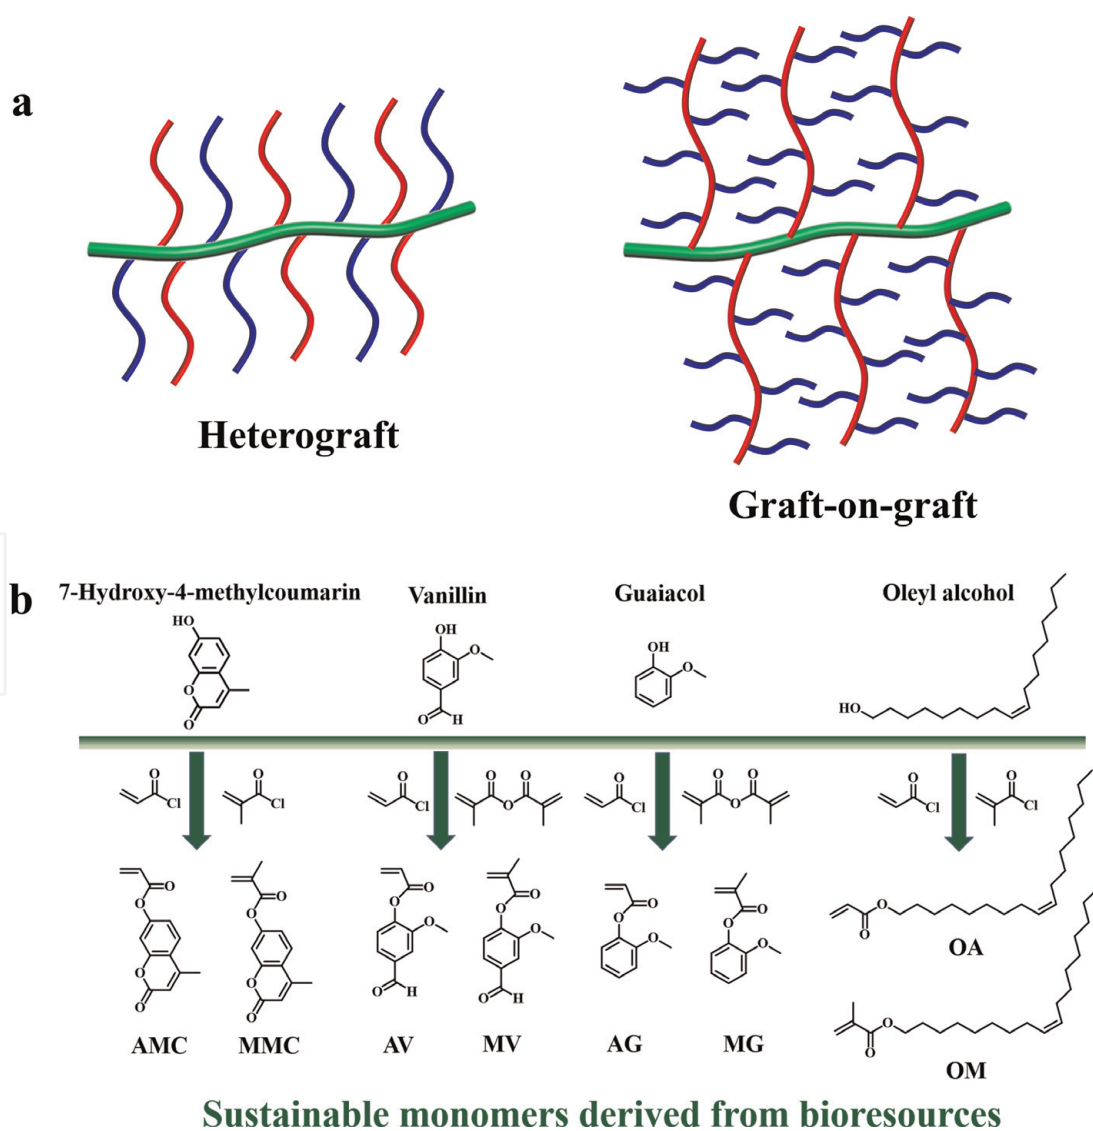 a
Heterograft
Graft-on-graft
b
7-Hydroxy-4-methylcoumarin
Vanillin
Guaiacol
Oleyl alcohol
HO
O
O
OH
O
O
H
OH
O
HO
O
Cl
O
Cl
O
Cl
O
O
O
O
Cl
O
O
O
O
Cl
O
Cl
O
O
O
O
O
O
O
O
O
O
O
O
H
O
O
O
O
H
O
O
O
O
O
O
O
O
O
O
AMC
MMC
AV
MV
AG
MG
OA
OM
Sustainable monomers derived from bioresources